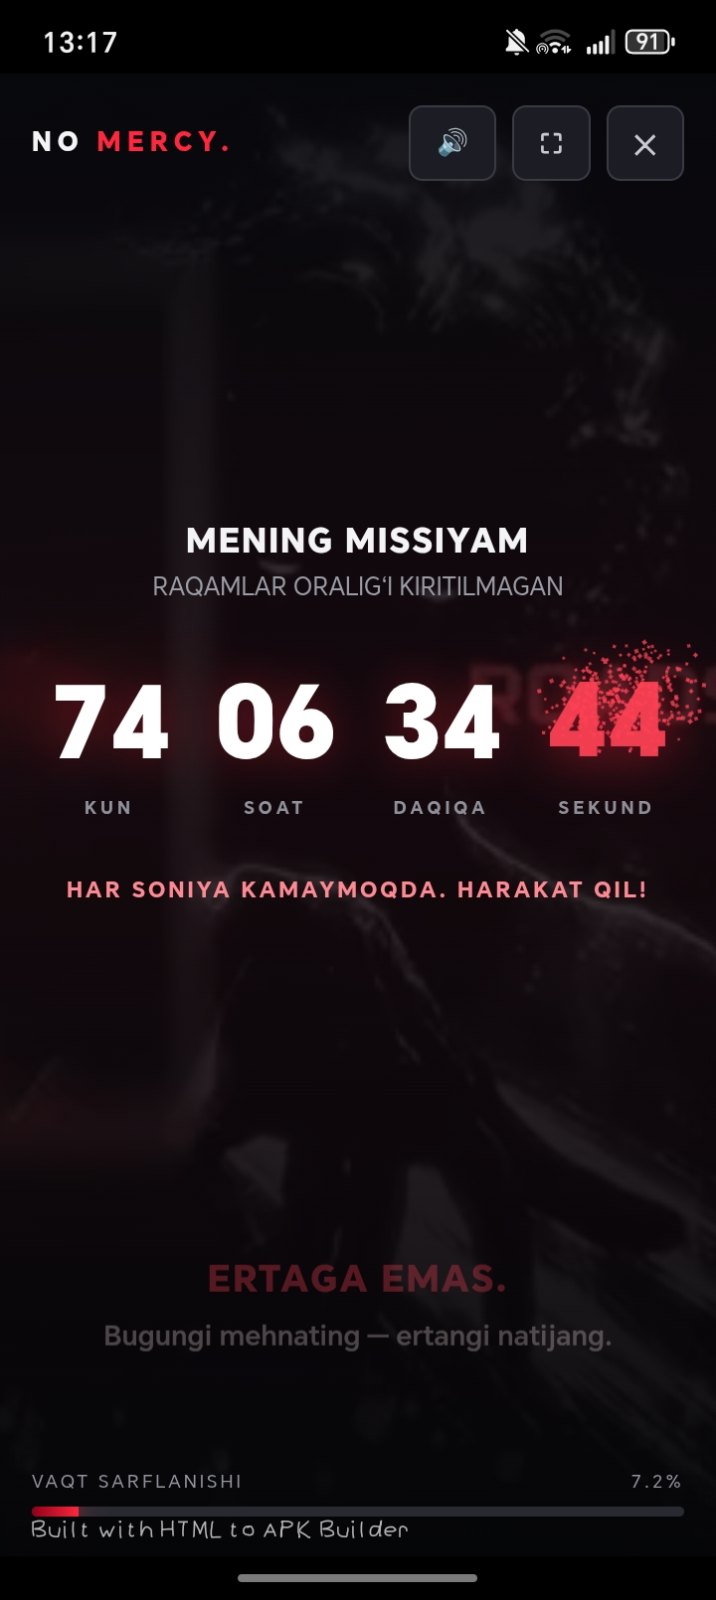 13:17
91
NO MERCY.
MENING MISSIYAM
RAQAMLAR ORALIG‘I KIRITILMAGAN
74 06 34 44
KUN SOAT DAQIQA SEKUND
HAR SONIYA KAMAYMOQDA. HARAKAT QIL!
ERTAGA EMAS.
Bugungi mehnating — ertangi natijang.
VAQT SARFLANISHI 7.2%
Built with HTML to APK Builder